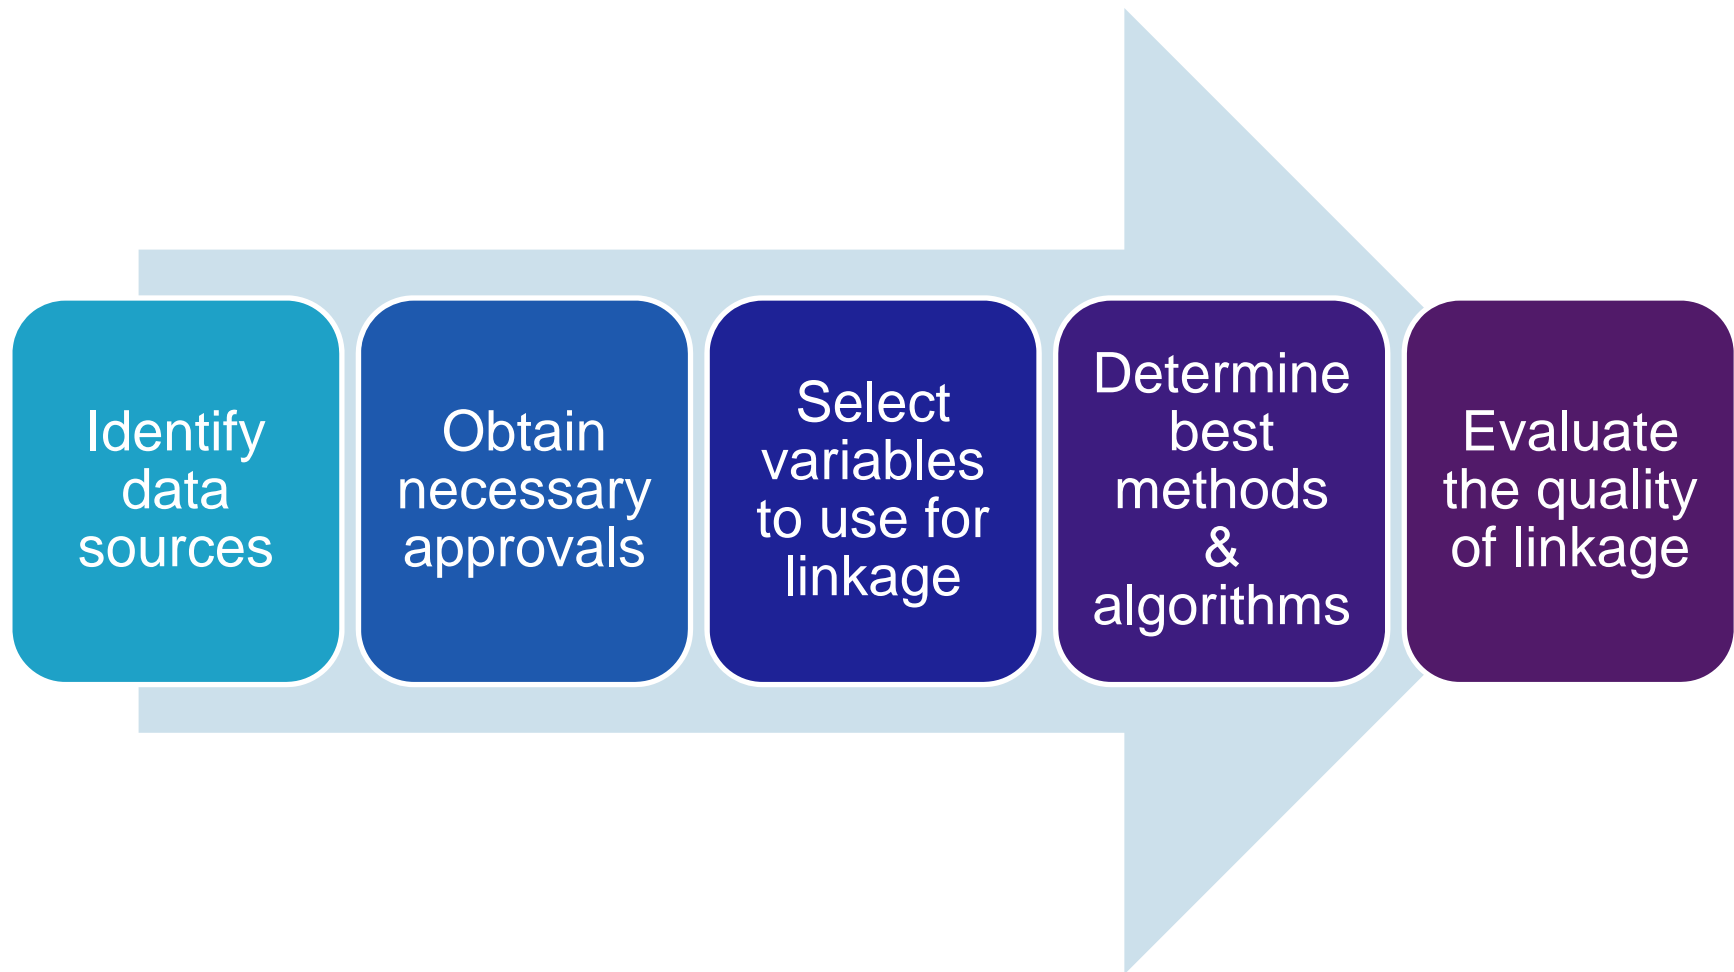 Identify
data
sources
Obtain
necessary
approvals
Select
variables
to use for
linkage
Determine
best
methods
&
algorithms
Evaluate
the quality
of linkage